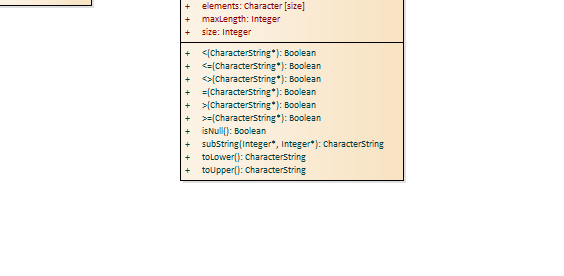 + elements: Character [size]
+ maxLength: Integer
+ size: Integer
+ <(CharacterString*): Boolean
+ <=(CharacterString*): Boolean
+ <>(CharacterString*): Boolean
+ =(CharacterString*): Boolean
+ >(CharacterString*): Boolean
+ >=(CharacterString*): Boolean
+ isNull(): Boolean
+ subString(Integer*, Integer*): CharacterString
+ toLower(): CharacterString
+ toUpper(): CharacterString